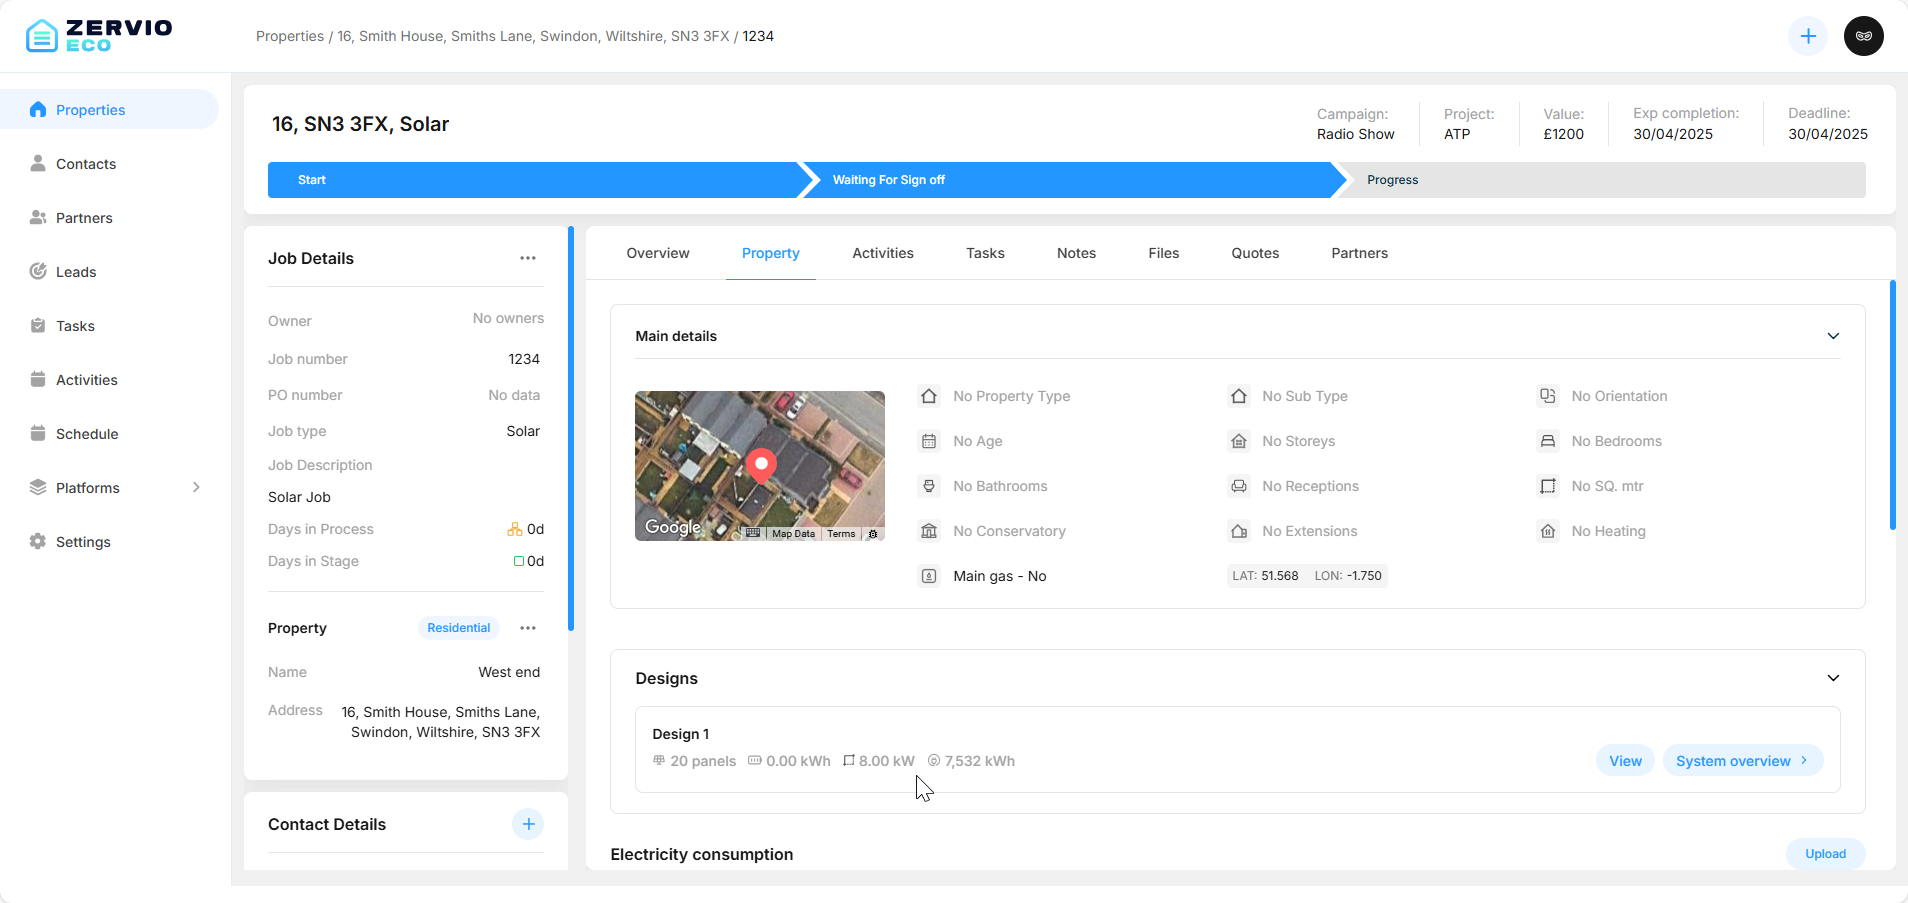 ZERVIO
ECO
Properties / 16, Smith House, Smiths Lane, Swindon, Wiltshire, SN3 3FX / 1234
Properties
Contacts
Partners
Leads
Tasks
Activities
Schedule
Platforms
Settings
16, SN3 3FX, Solar
Campaign:
Radio Show
Project:
ATP
Value:
£1200
Exp completion:
30/04/2025
Deadline:
30/04/2025
Start
Waiting For Sign off
Progress
Job Details
Owner No owners
Job number 1234
PO number No data
Job type Solar
Job Description
Solar Job
Days in Process 0d
Days in Stage 0d
Property Residential
Name West end
Address 16, Smith House, Smiths Lane,
Swindon, Wiltshire, SN3 3FX
Contact Details
Overview Property Activities Tasks Notes Files Quotes Partners
Main details
Google
Map Data Terms
No Property Type No Sub Type No Orientation
No Age No Storeys No Bedrooms
No Bathrooms No Receptions No SQ. mtr
No Conservatory No Extensions No Heating
Main gas - No LAT: 51.568 LON: -1.750
Designs
Design 1
20 panels 0.00 kWh 8.00 kW 7,532 kWh
View System overview
Electricity consumption Upload